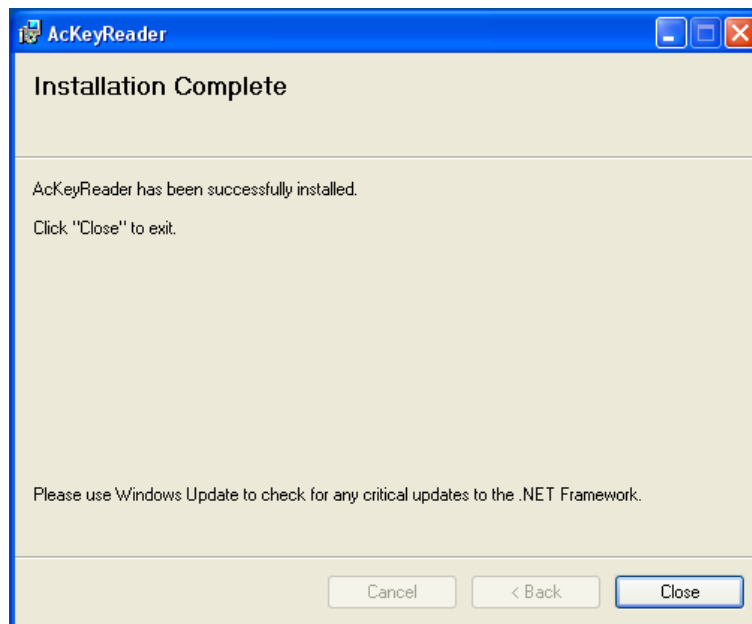 AcKeyReader
Installation Complete
AcKeyReader has been successfully installed.
Click "Close" to exit.
Please use Windows Update to check for any critical updates to the .NET Framework.
Cancel
< Back
Close